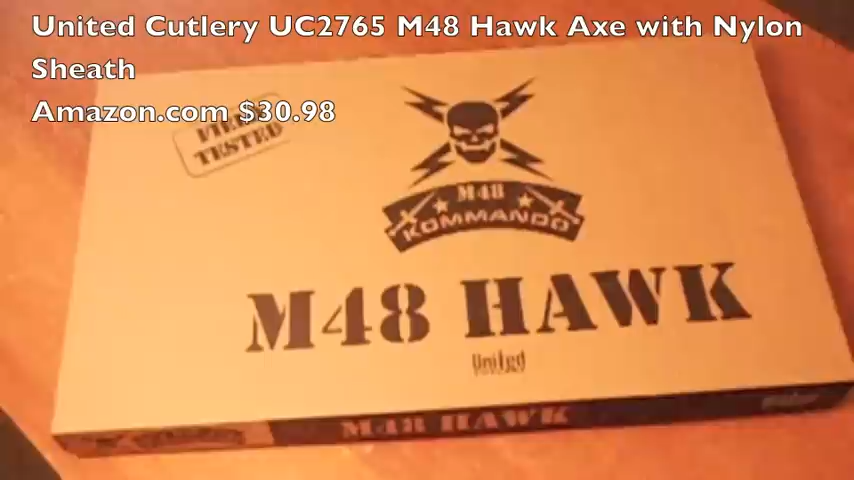 United Cutlery UC2765 M48 Hawk Axe with Nylon
Sheath
Amazon.com $30.98
FIELD
TESTED
M48
KOMMANDO
M48 HAWK
United
M48 HAWK